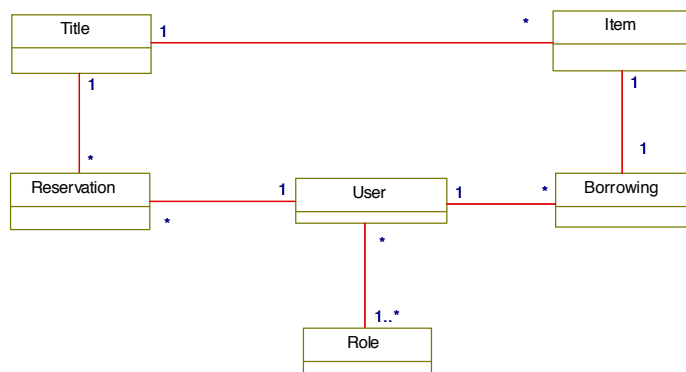 Title
1
*
Item
1
1
*
1
Reservation
1
User
1
*
Borrowing
*
*
1..*
Role